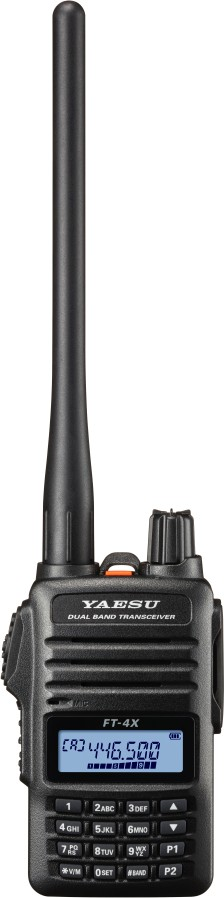 YAESU
DUAL BAND TRANSCEIVER
MIC
FT-4X
[A] 446.500
1 2ABC 3DEF ▲
4GHI 5JKL 6MNO ▼
7PQRS 8TUV 9WXYZ P1
*V/M 0SET #BAND P2